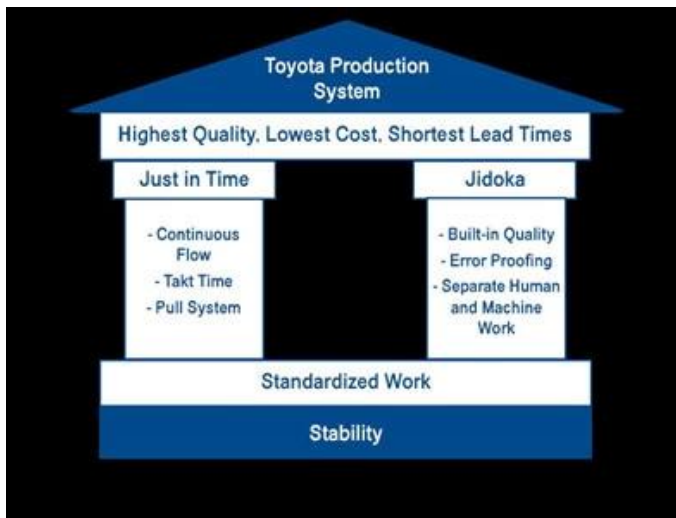 Toyota Production
System
Highest Quality, Lowest Cost, Shortest Lead Times
Just in Time
- Continuous
Flow
- Takt Time
- Pull System
Jidoka
- Built-in Quality
- Error Proofing
- Separate Human
and Machine
Work
Standardized Work
Stability